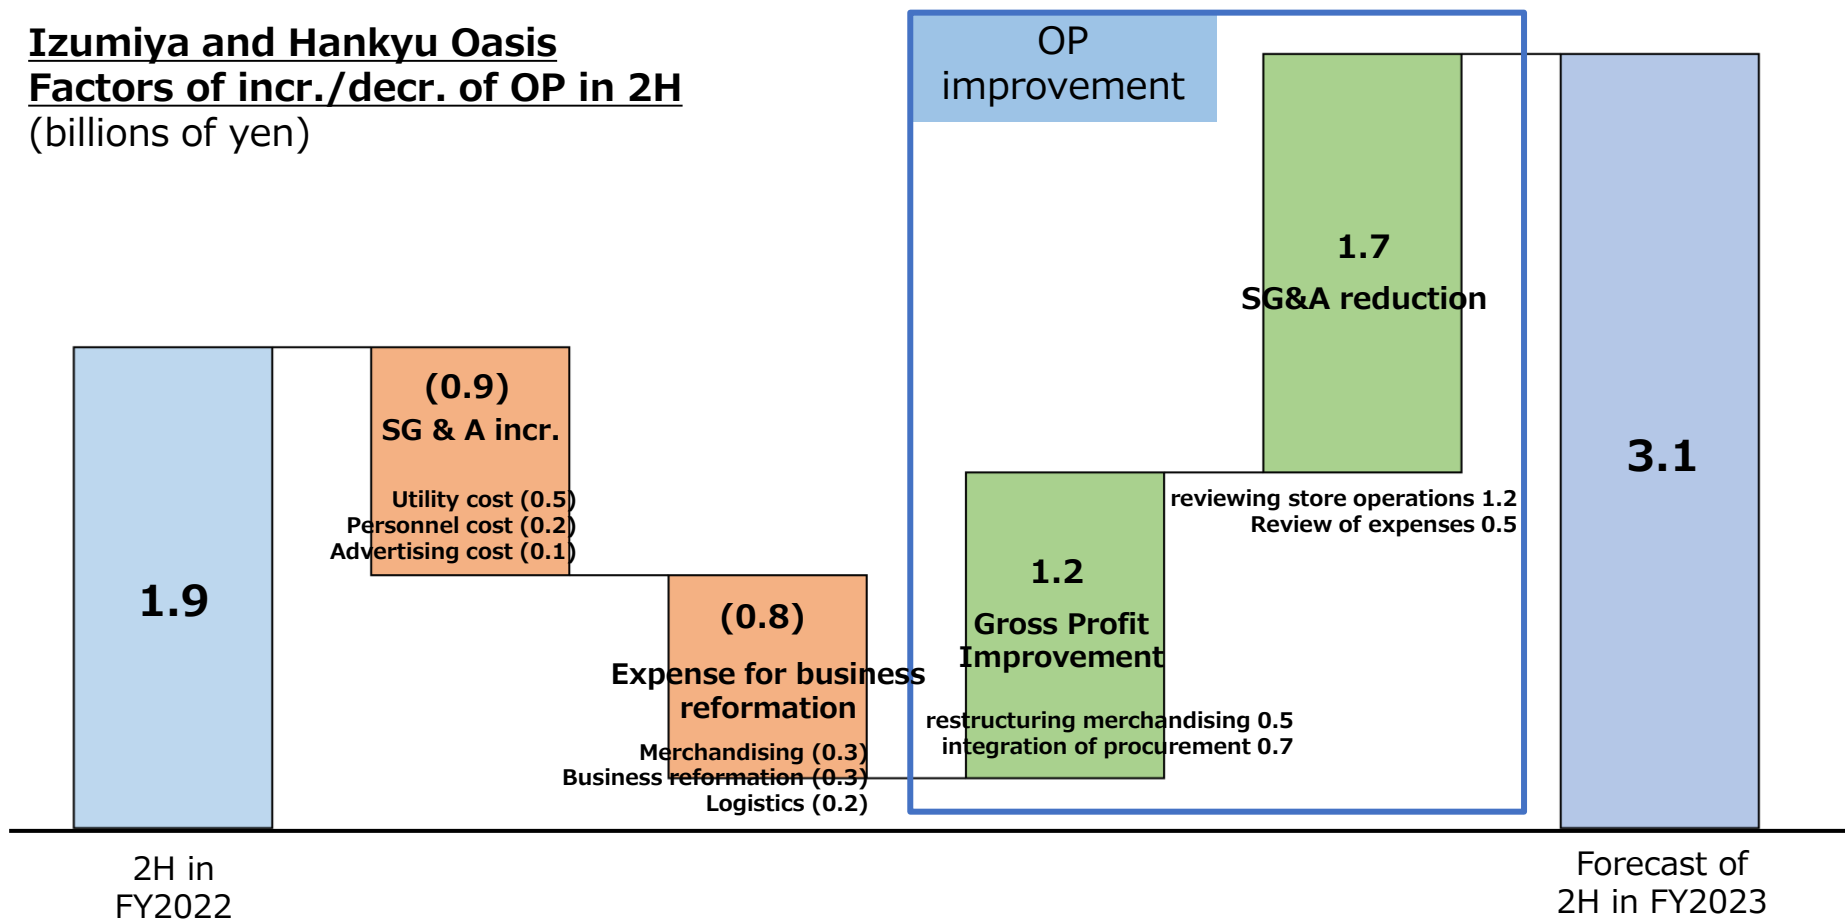 Izumiya and Hankyu Oasis
Factors of incr./decr. of OP in 2H
(billions of yen)
OP
improvement
1.9
(0.9)
SG & A incr.
Utility cost (0.5)
Personnel cost (0.2)
Advertising cost (0.1)
(0.8)
Expense for business
reformation
Merchandising (0.3)
Business reformation (0.3)
Logistics (0.2)
1.2
Gross Profit
Improvement
restructuring merchandising 0.5
integration of procurement 0.7
1.7
SG&A reduction
reviewing store operations 1.2
Review of expenses 0.5
3.1
2H in
FY2022
Forecast of
2H in FY2023